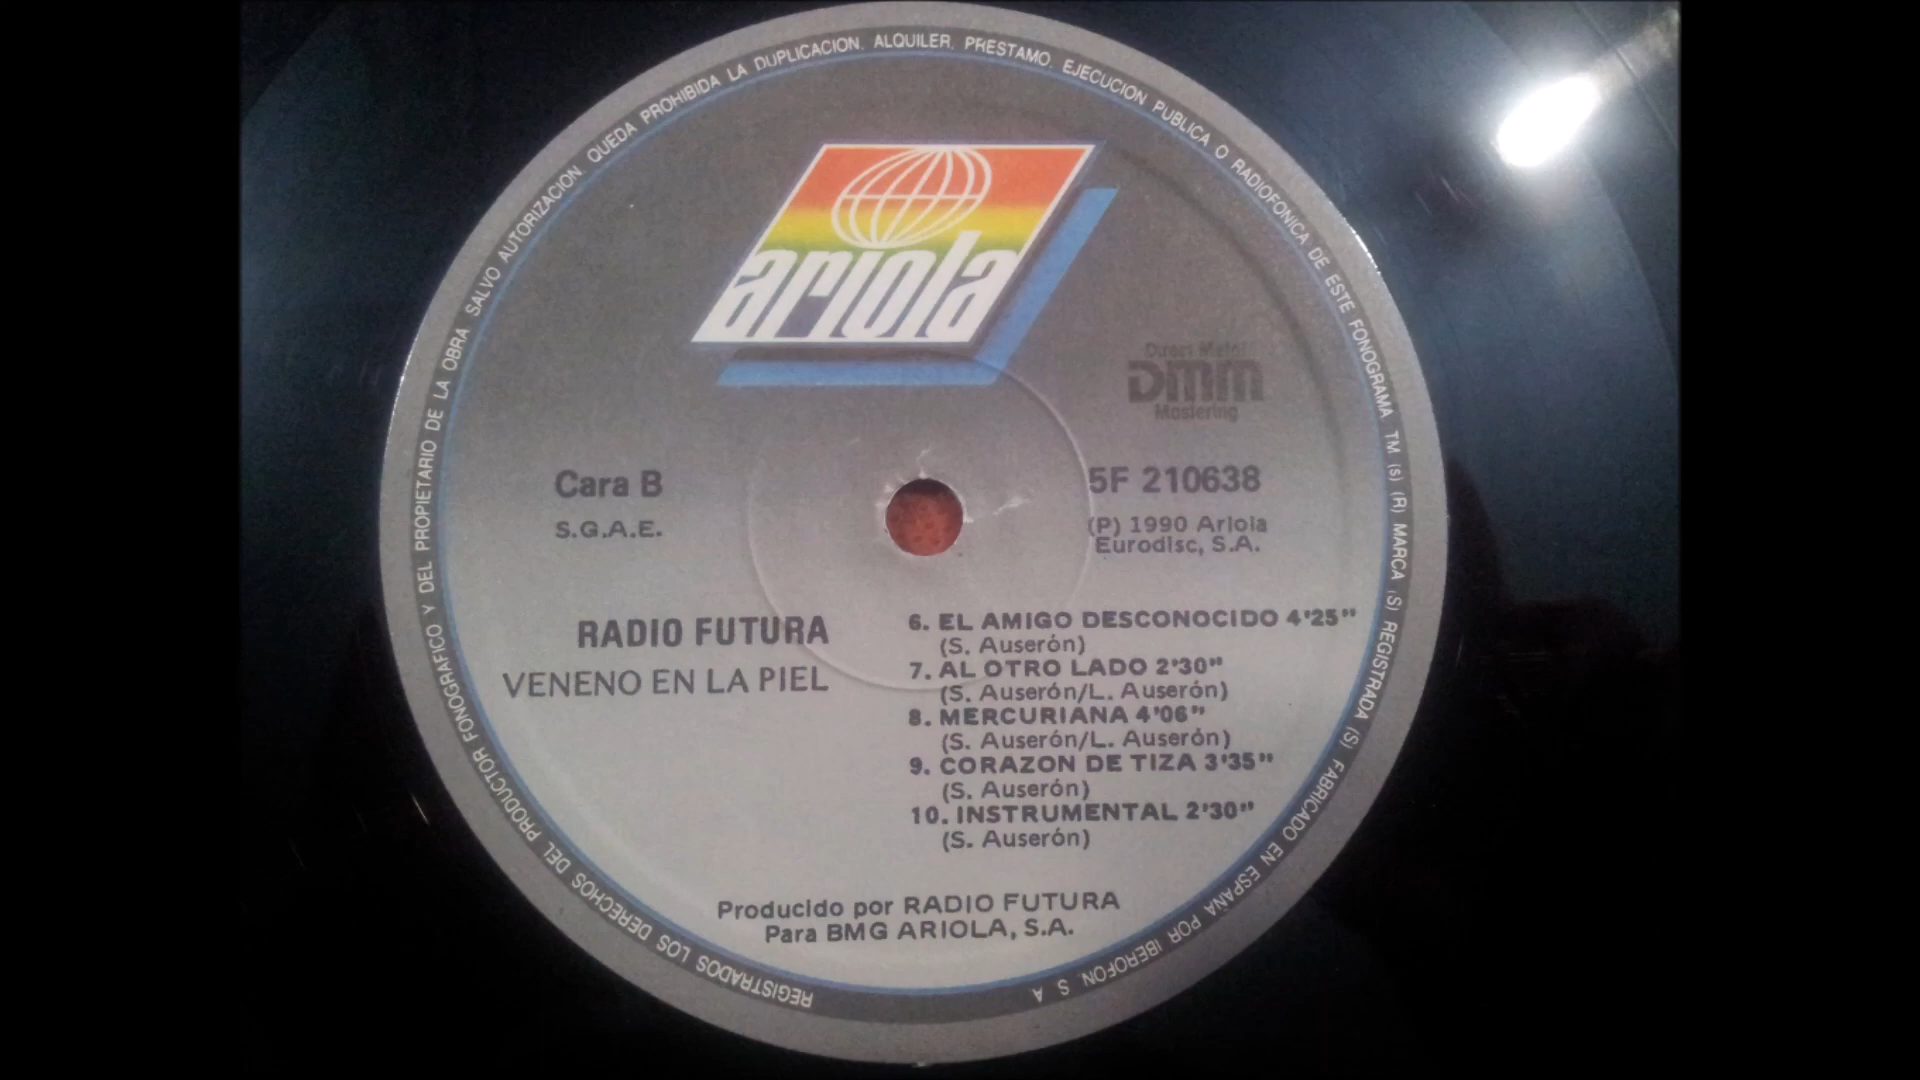 REGISTRADOS LOS DERECHOS DEL PRODUCTOR FONOGRAFICO Y DEL PROPIETARIO DE LA OBRA SALVO AUTORIZACION. QUEDA PROHIBIDA LA DUPLICACION. ALQUILER. PRESTAMO. EJECUCION PUBLICA O RADIOFONICA DE ESTE FONOGRAMA TM (s) (R) MARCA (S) REGISTRADA (S) FABRICADO EN ESPAÑA POR IBEROFON S A
ariola
Direct Metal
DMM
Mastering
Cara B
S.G.A.E.
5F 210638
(P) 1990 Ariola
Eurodisc, S.A.
RADIO FUTURA
VENENO EN LA PIEL
6. EL AMIGO DESCONOCIDO 4'25"
(S. Auserón)
7. AL OTRO LADO 2'30"
(S. Auserón/L. Auserón)
8. MERCURIANA 4'06"
(S. Auserón/L. Auserón)
9. CORAZON DE TIZA 3'35"
(S. Auserón)
10. INSTRUMENTAL 2'30"
(S. Auserón)
Producido por RADIO FUTURA
Para BMG ARIOLA, S.A.